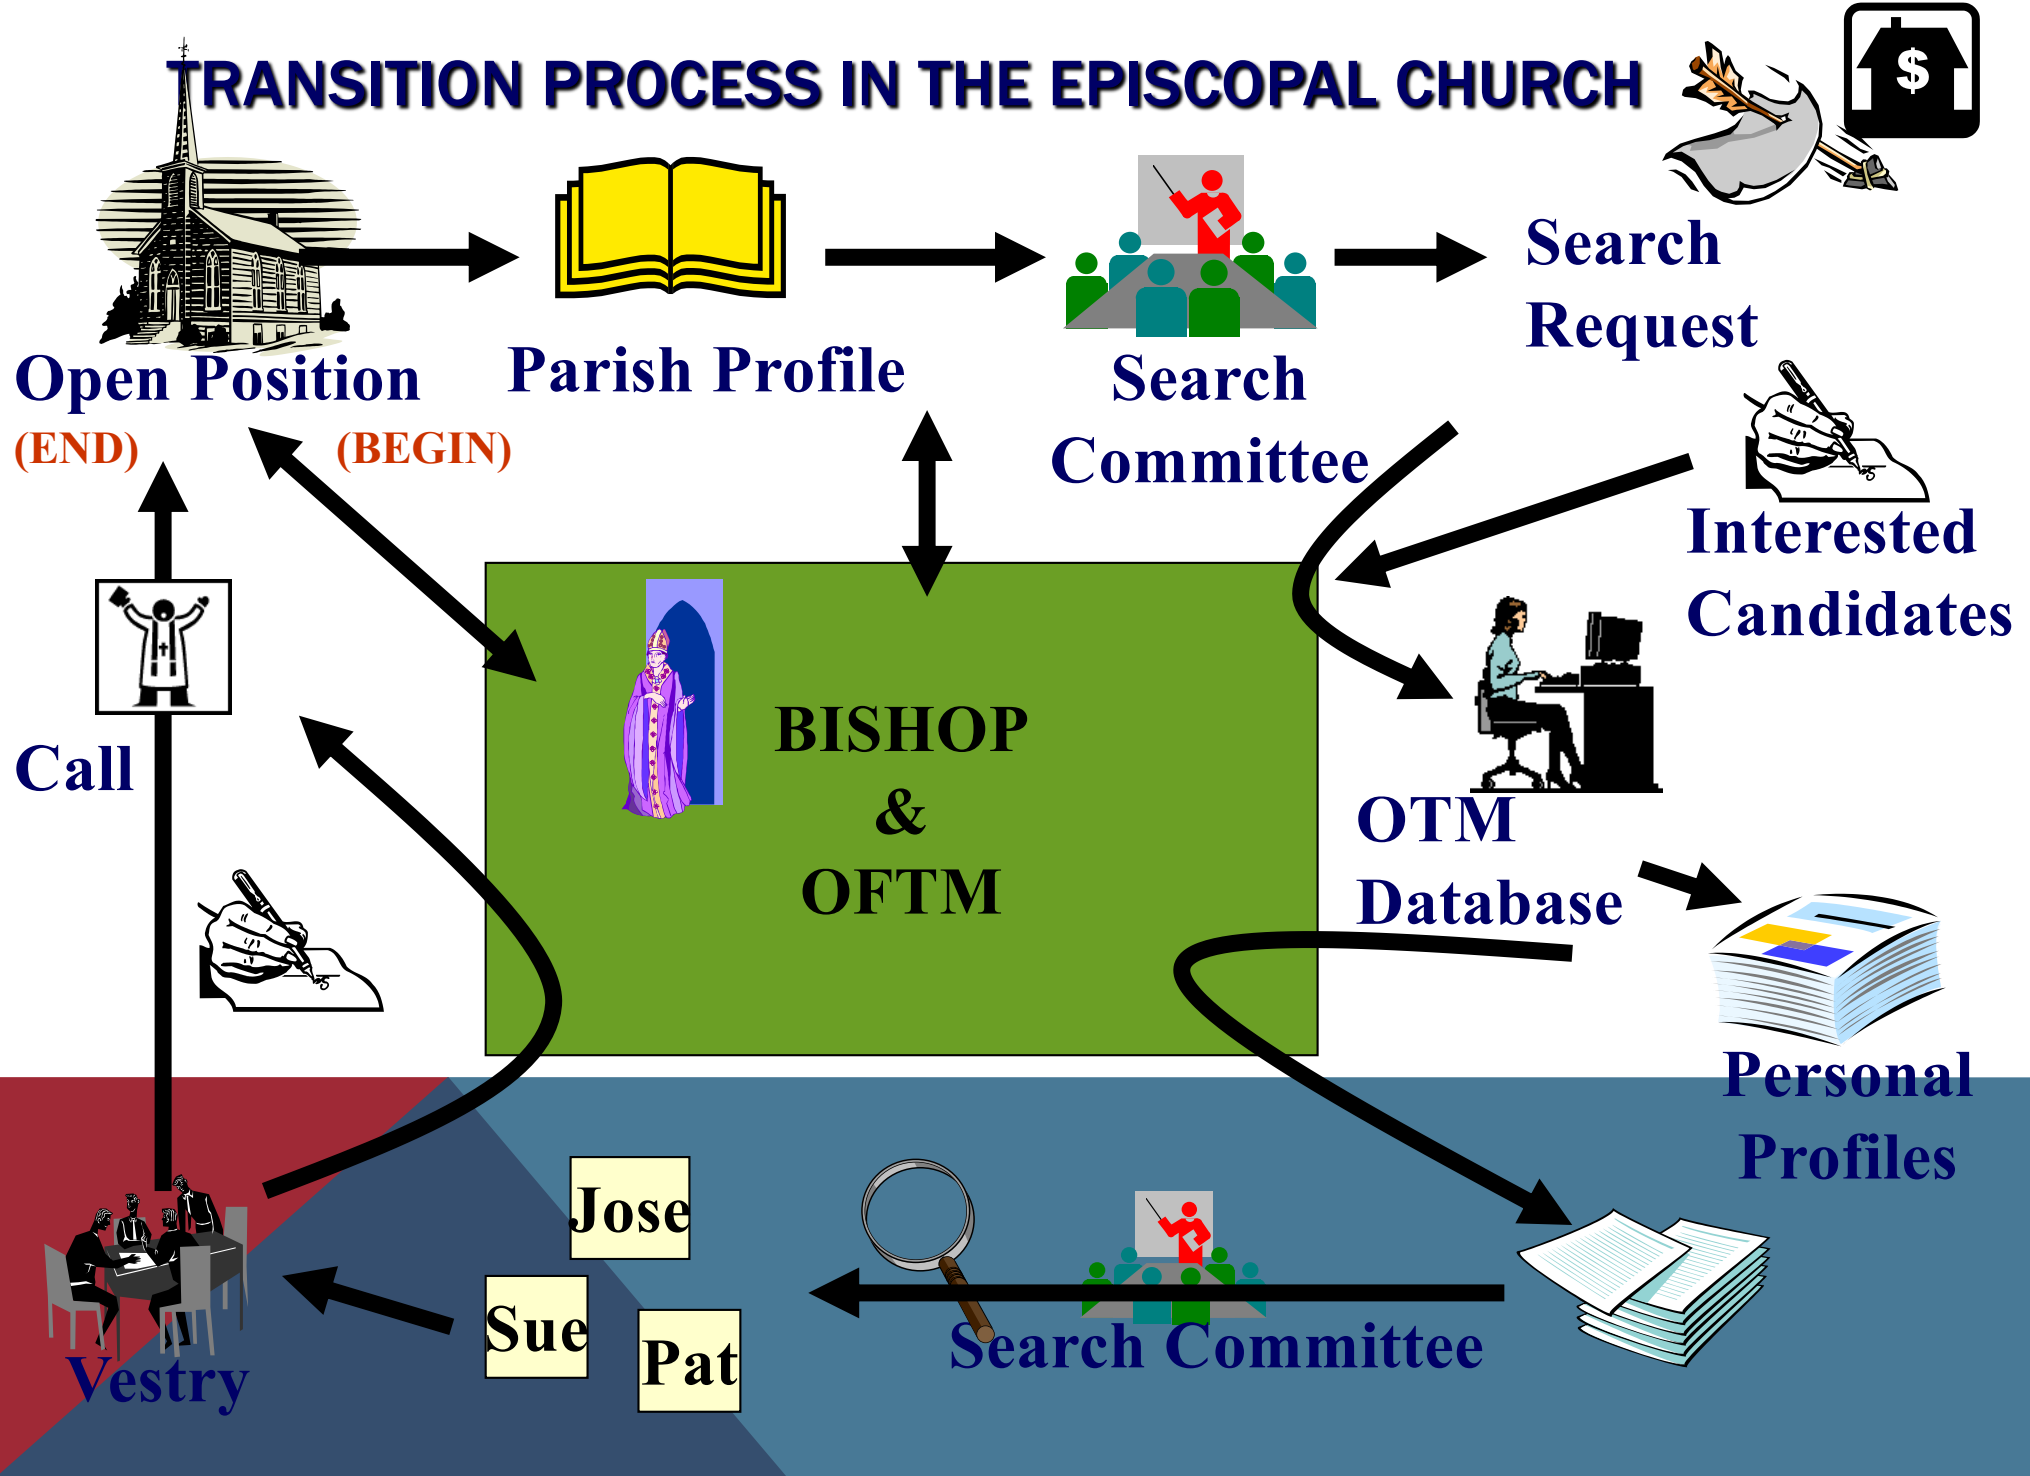 TRANSITION PROCESS IN THE EPISCOPAL CHURCH
$
Search
Request
Open Position
Parish Profile
Search
Committee
(END)
(BEGIN)
Interested
Candidates
BISHOP
&
OFTM
Call
OTM
Database
Personal
Profiles
Jose
Sue
Pat
Search Committee
Vestry